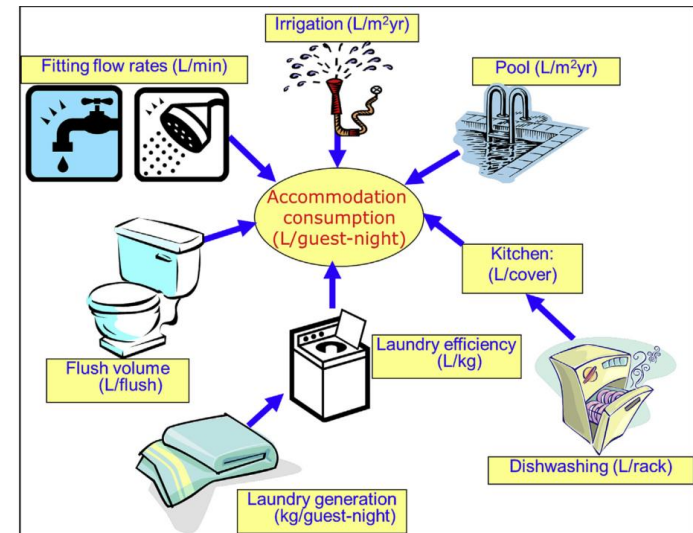 Irrigation (L/m²yr)
Fitting flow rates (L/min)
Pool (L/m²yr)
Accommodation
consumption
(L/guest-night)
Kitchen:
(L/cover)
Flush volume
(L/flush)
Laundry efficiency
(L/kg)
Dishwashing (L/rack)
Laundry generation
(kg/guest-night)